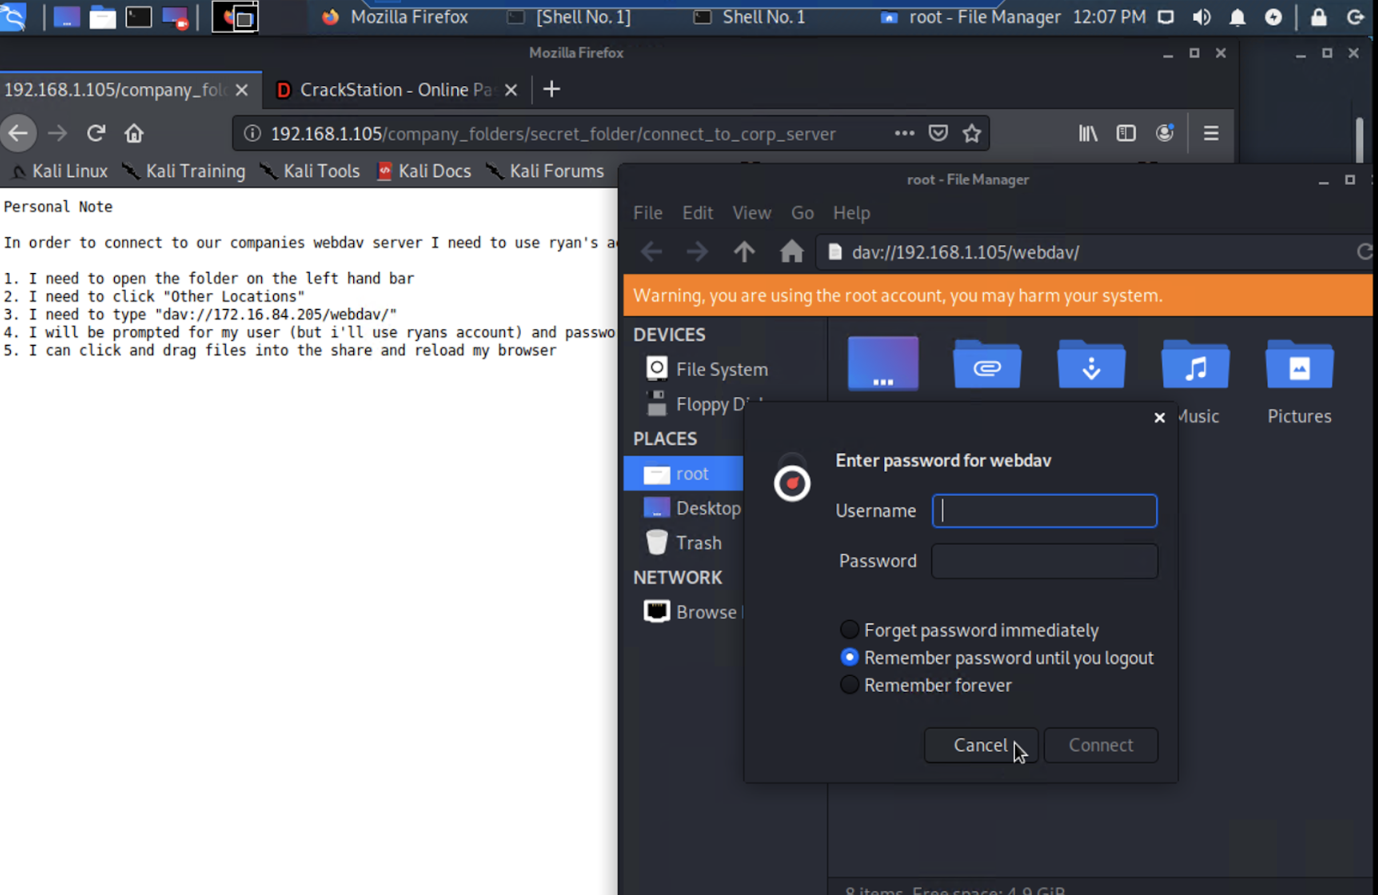 Mozilla Firefox
[Shell No. 1]
Shell No. 1
root - File Manager
12:07 PM
Mozilla Firefox
192.168.1.105/company_fol
CrackStation - Online Pa
192.168.1.105/company_folders/secret_folder/connect_to_corp_server
Kali Linux
Kali Training
Kali Tools
Kali Docs
Kali Forums
Personal Note
In order to connect to our companies webdav server I need to use ryan's a
1. I need to open the folder on the left hand bar
2. I need to click "Other Locations"
3. I need to type "dav://172.16.84.205/webdav/"
4. I will be prompted for my user (but i'll use ryans account) and passwo
5. I can click and drag files into the share and reload my browser
root - File Manager
File Edit View Go Help
dav://192.168.1.105/webdav/
Warning, you are using the root account, you may harm your system.
DEVICES
File System
Floppy Di
PLACES
root
Desktop
Trash
NETWORK
Browse
Music
Pictures
Enter password for webdav
Username
Password
Forget password immediately
Remember password until you logout
Remember forever
Cancel
Connect
8 items, Free space: 4.9 GiB